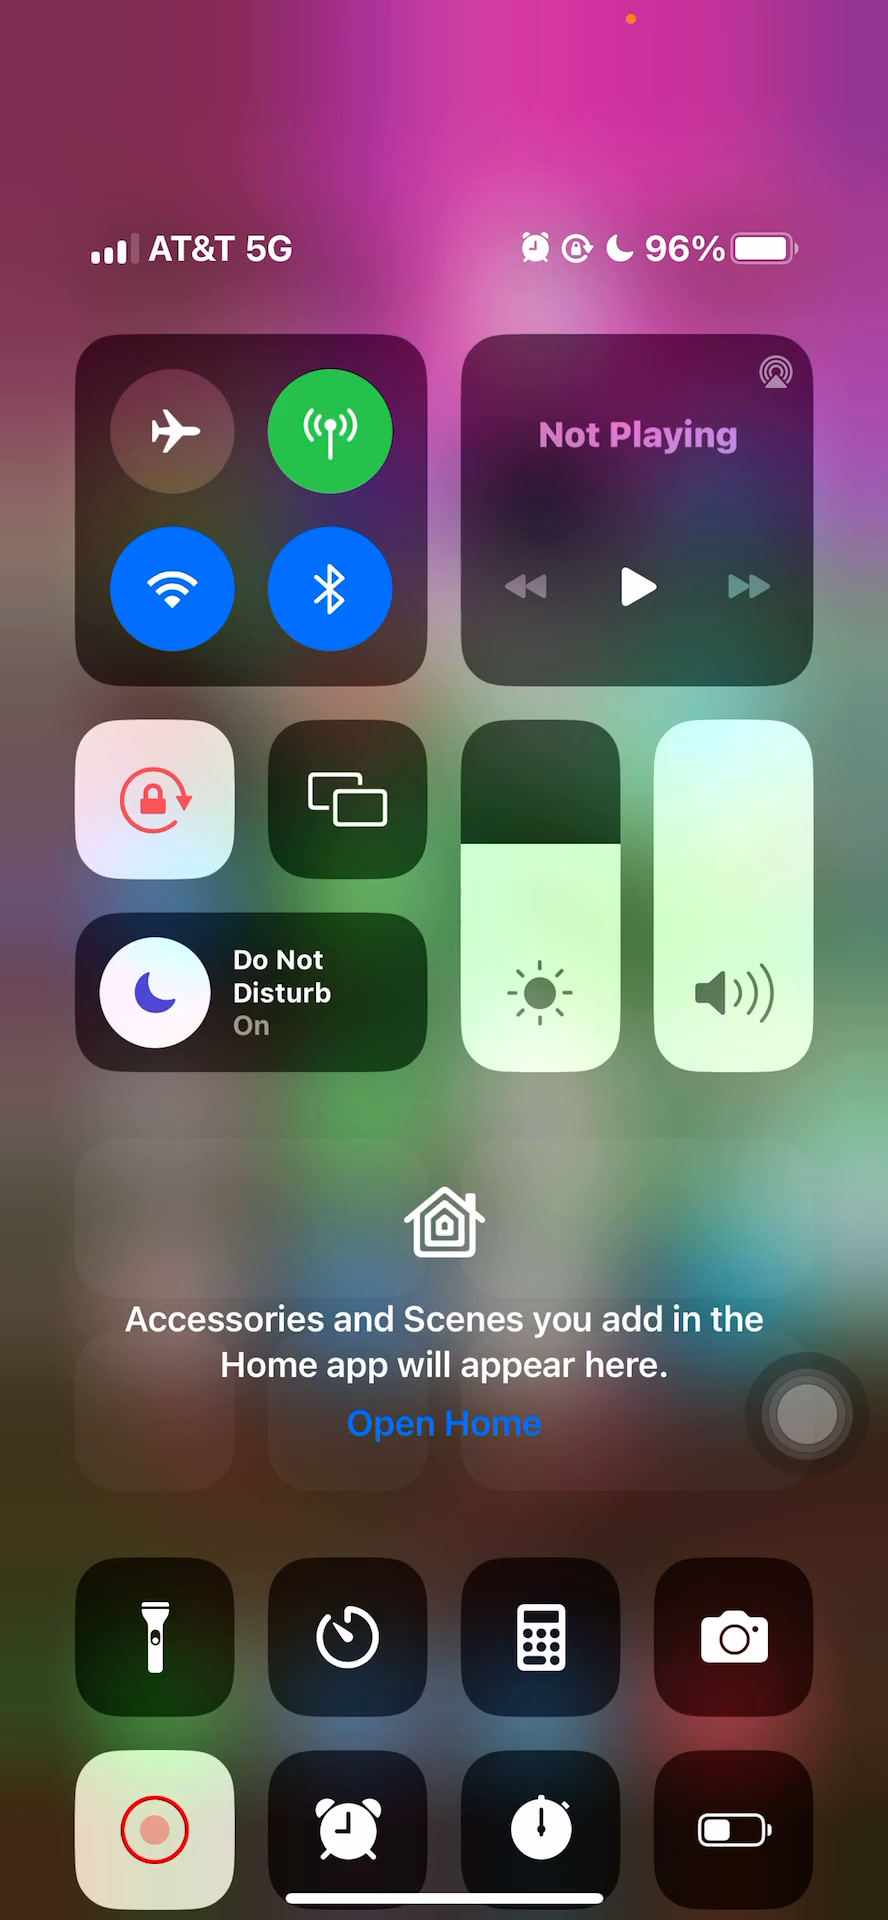 AT&T 5G
96%
Not Playing
Do Not
Disturb
On
Accessories and Scenes you add in the
Home app will appear here.
Open Home